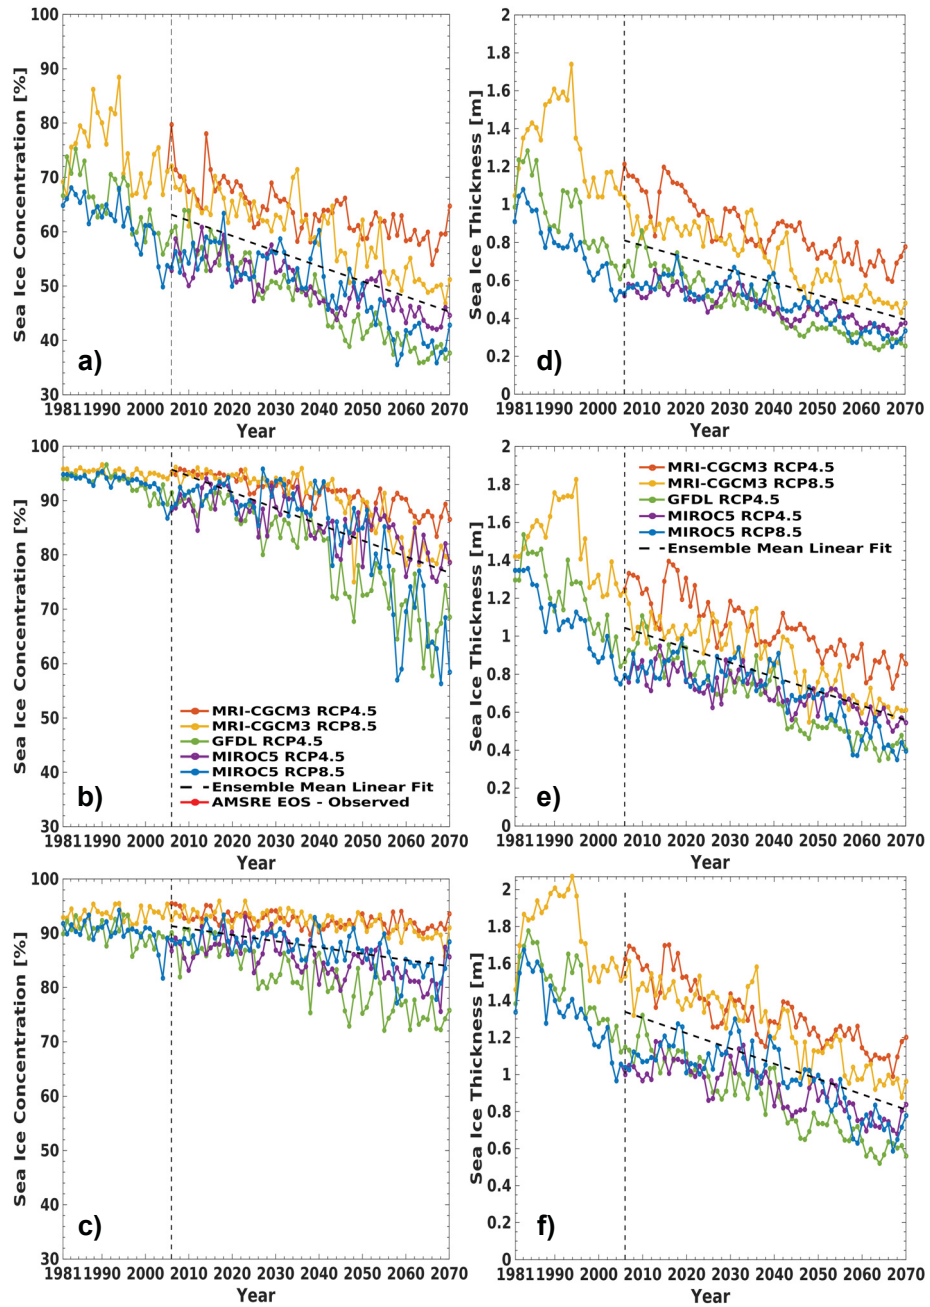 100
90
80
70
60
50
40
30
Sea Ice Concentration [%]
a)
1981 1990 2000 2010 2020 2030 2040 2050 2060 2070
Year
2
1.8
1.6
1.4
1.2
1
0.8
0.6
0.4
0.2
0
Sea Ice Thickness [m]
d)
1981 1990 2000 2010 2020 2030 2040 2050 2060 2070
Year
100
90
80
70
60
50
40
30
Sea Ice Concentration [%]
MRI-CGCM3 RCP4.5
MRI-CGCM3 RCP8.5
GFDL RCP4.5
MIROC5 RCP4.5
MIROC5 RCP8.5
Ensemble Mean Linear Fit
AMSRE EOS - Observed
b)
1981 1990 2000 2010 2020 2030 2040 2050 2060 2070
Year
2
1.8
1.6
1.4
1.2
1
0.8
0.6
0.4
0.2
0
Sea Ice Thickness [m]
MRI-CGCM3 RCP4.5
MRI-CGCM3 RCP8.5
GFDL RCP4.5
MIROC5 RCP4.5
MIROC5 RCP8.5
Ensemble Mean Linear Fit
e)
1981 1990 2000 2010 2020 2030 2040 2050 2060 2070
Year
100
90
80
70
60
50
40
30
Sea Ice Concentration [%]
c)
1981 1990 2000 2010 2020 2030 2040 2050 2060 2070
Year
2
1.8
1.6
1.4
1.2
1
0.8
0.6
0.4
0.2
0
Sea Ice Thickness [m]
f)
1981 1990 2000 2010 2020 2030 2040 2050 2060 2070
Year